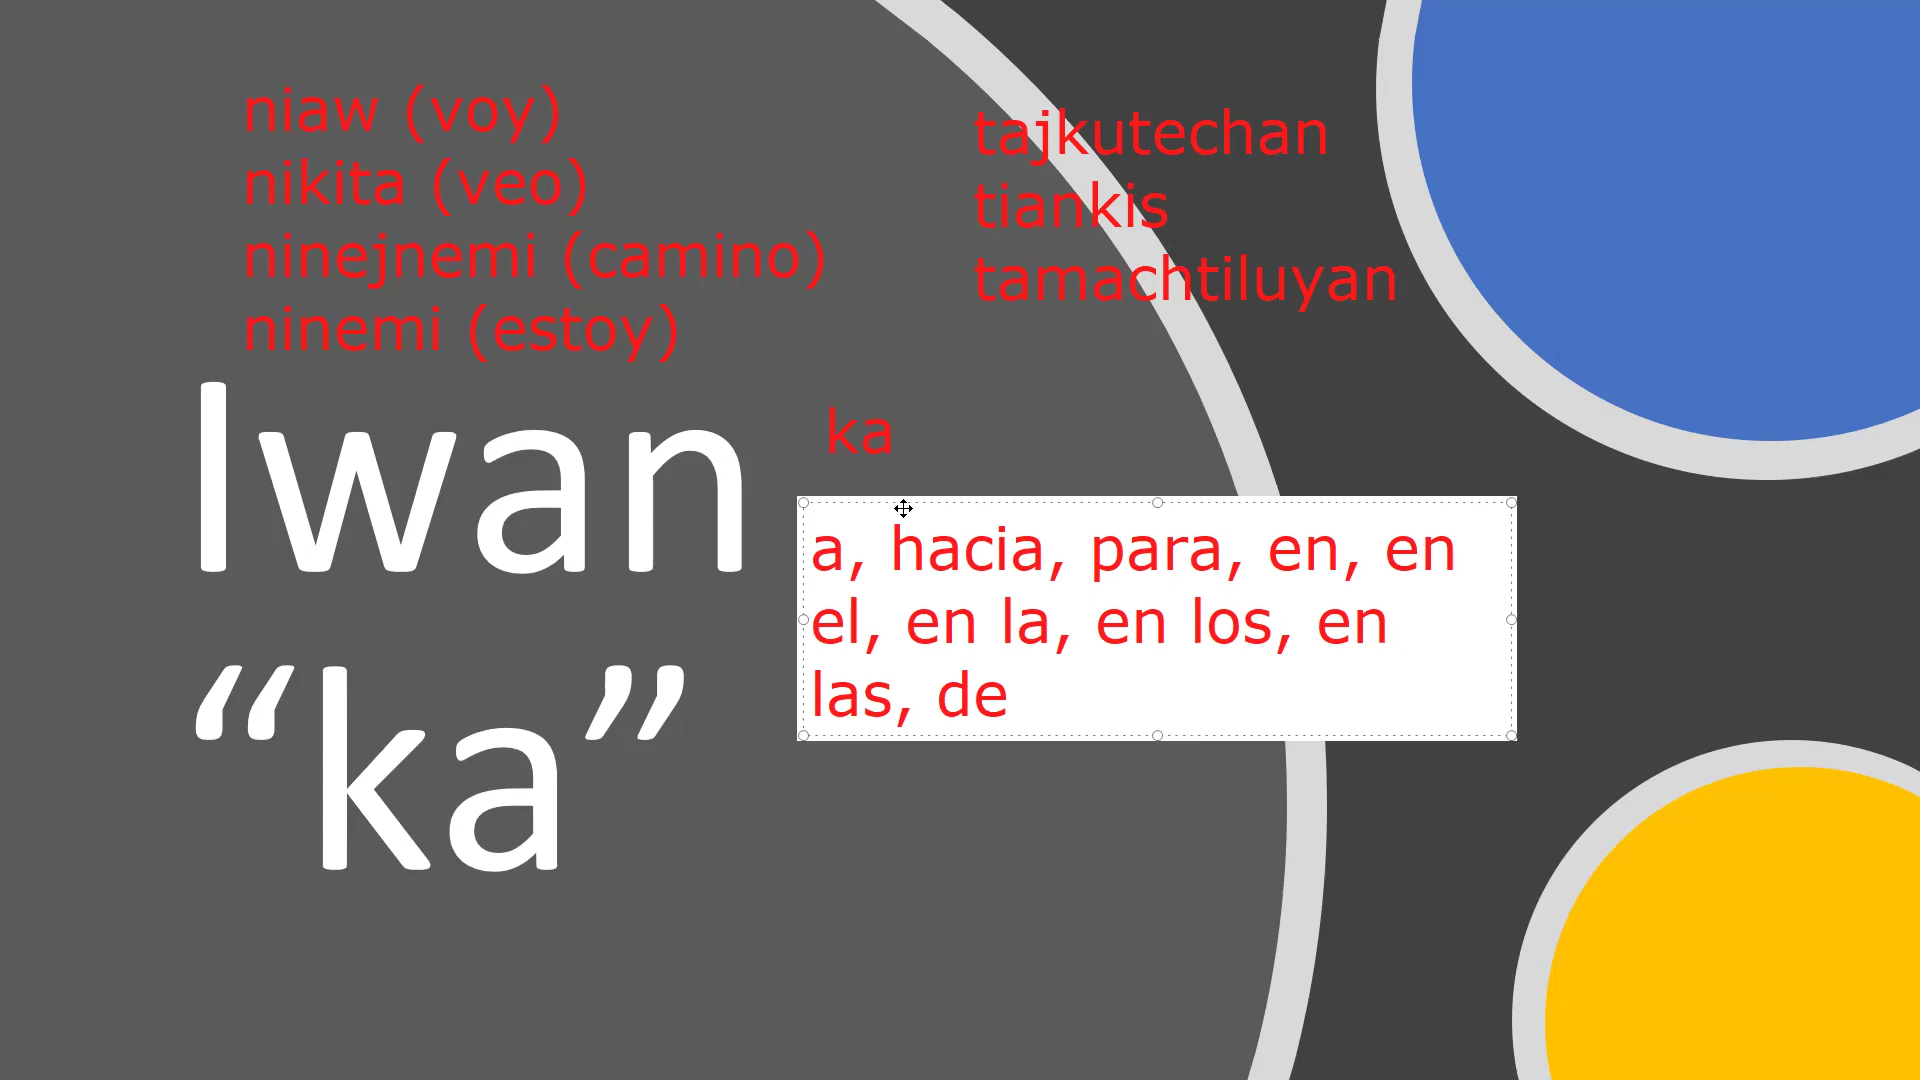 niaw (voy)
nikita (veo)
ninejnemi (camino)
ninemi (estoy)
tajkutechan
tiankis
tamachtiluyan
Iwan
“ka”
ka
a, hacia, para, en, en
el, en la, en los, en
las, de